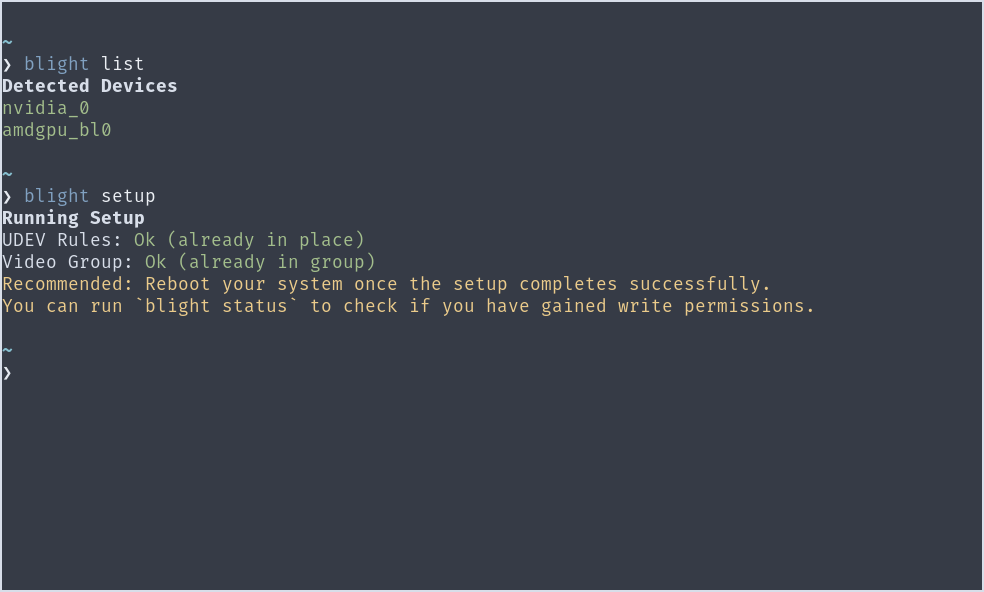 ~
❯ blight list
Detected Devices
nvidia_0
amdgpu_bl0
~
❯ blight setup
Running Setup
UDEV Rules: Ok (already in place)
Video Group: Ok (already in group)
Recommended: Reboot your system once the setup completes successfully.
You can run `blight status` to check if you have gained write permissions.
~
❯